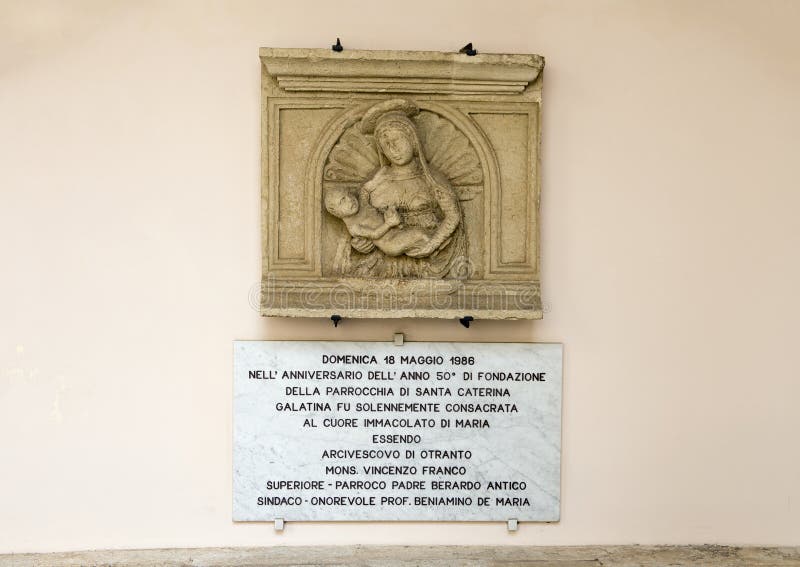 DOMENICA 18 MAGGIO 1986
NELL' ANNIVERSARIO DELL' ANNO 50° DI FONDAZIONE
DELLA PARROCCHIA DI SANTA CATERINA
GALATINA FU SOLENNEMENTE CONSACRATA
AL CUORE IMMACOLATO DI MARIA
ESSENDO
ARCIVESCOVO DI OTRANTO
MONS. VINCENZO FRANCO
SUPERIORE - PARROCO PADRE BERARDO ANTICO
SINDACO - ONOREVOLE PROF. BENIAMINO DE MARIA